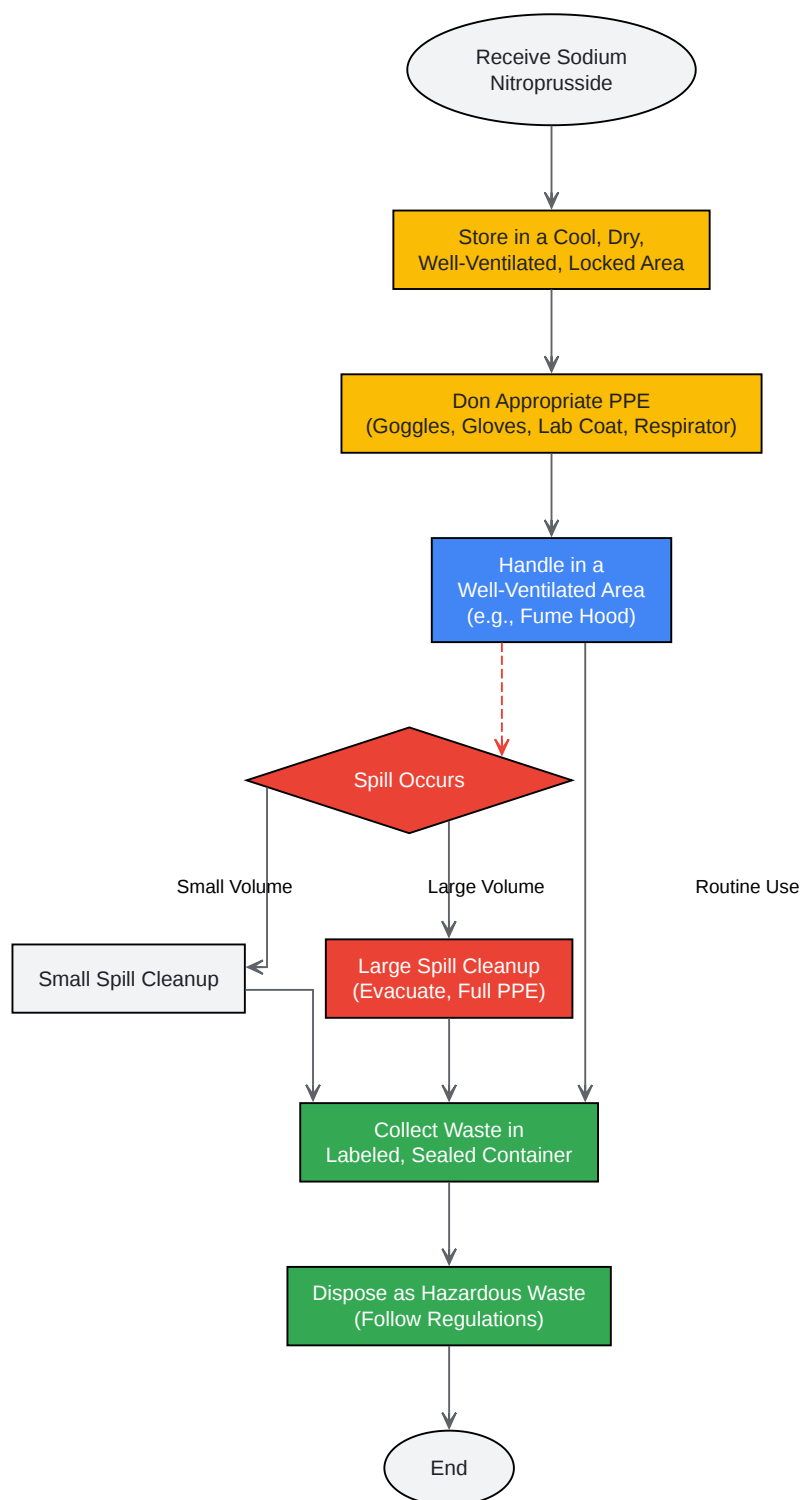 Receive Sodium
Nitroprusside
Store in a Cool, Dry,
Well-Ventilated, Locked Area
Don Appropriate PPE
(Goggles, Gloves, Lab Coat, Respirator)
Handle in a
Well-Ventilated Area
(e.g., Fume Hood)
Spill Occurs
Small Volume
Large Volume
Routine Use
Small Spill Cleanup
Large Spill Cleanup
(Evacuate, Full PPE)
Collect Waste in
Labeled, Sealed Container
Dispose as Hazardous Waste
(Follow Regulations)
End